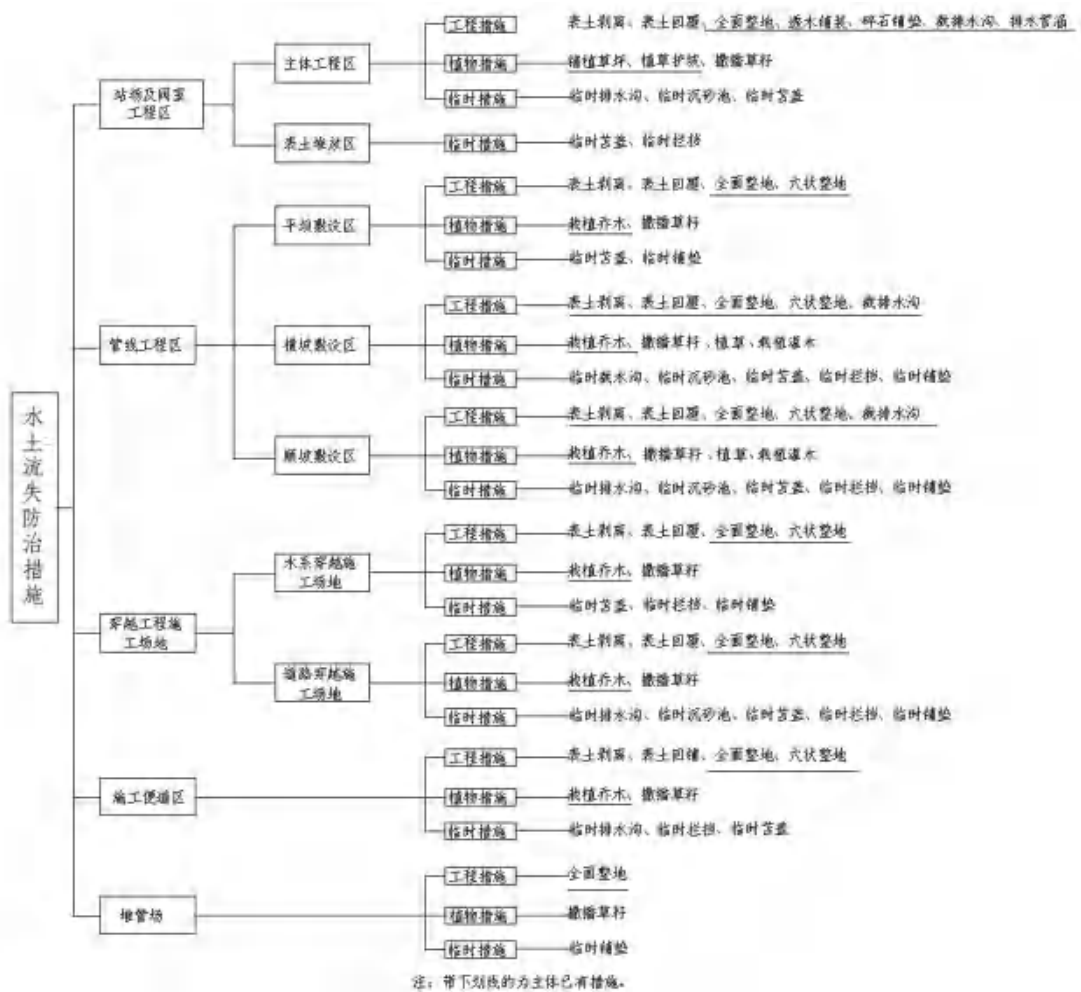 水土流失防治措施
站场及阀室工程区
主体工程区
工程措施 表土剥离、表土回覆、全面整地、透水铺装、碎石铺垫、截排水沟、排水管涵
植物措施 铺植草坪、植草护坡、撒播草籽
临时措施 临时排水沟、临时沉砂池、临时苫盖
表土堆放区
临时措施 临时苫盖、临时拦挡
管线工程区
平坝敷设区
工程措施 表土剥离、表土回覆、全面整地、穴状整地
植物措施 栽植乔木、撒播草籽
临时措施 临时苫盖、临时铺垫
横坡敷设区
工程措施 表土剥离、表土回覆、全面整地、穴状整地、截排水沟
植物措施 栽植乔木、撒播草籽、植草、栽植灌木
临时措施 临时截水沟、临时沉砂池、临时苫盖、临时拦挡、临时铺垫
顺坡敷设区
工程措施 表土剥离、表土回覆、全面整地、穴状整地、截排水沟
植物措施 栽植乔木、撒播草籽、植草、栽植灌木
临时措施 临时排水沟、临时沉砂池、临时苫盖、临时拦挡、临时铺垫
穿越工程施工场地
水系穿越施工场地
工程措施 表土剥离、表土回覆、全面整地、穴状整地
植物措施 栽植乔木、撒播草籽
临时措施 临时苫盖、临时拦挡、临时铺垫
道路穿越施工场地
工程措施 表土剥离、表土回覆、全面整地、穴状整地
植物措施 栽植乔木、撒播草籽
临时措施 临时排水沟、临时沉砂池、临时苫盖、临时拦挡、临时铺垫
施工便道区
工程措施 表土剥离、表土回铺、全面整地、穴状整地
植物措施 栽植乔木、撒播草籽
临时措施 临时排水沟、临时拦挡、临时苫盖
堆管场
工程措施 全面整地
植物措施 撒播草籽
临时措施 临时铺垫
注：带下划线的为主体已有措施。